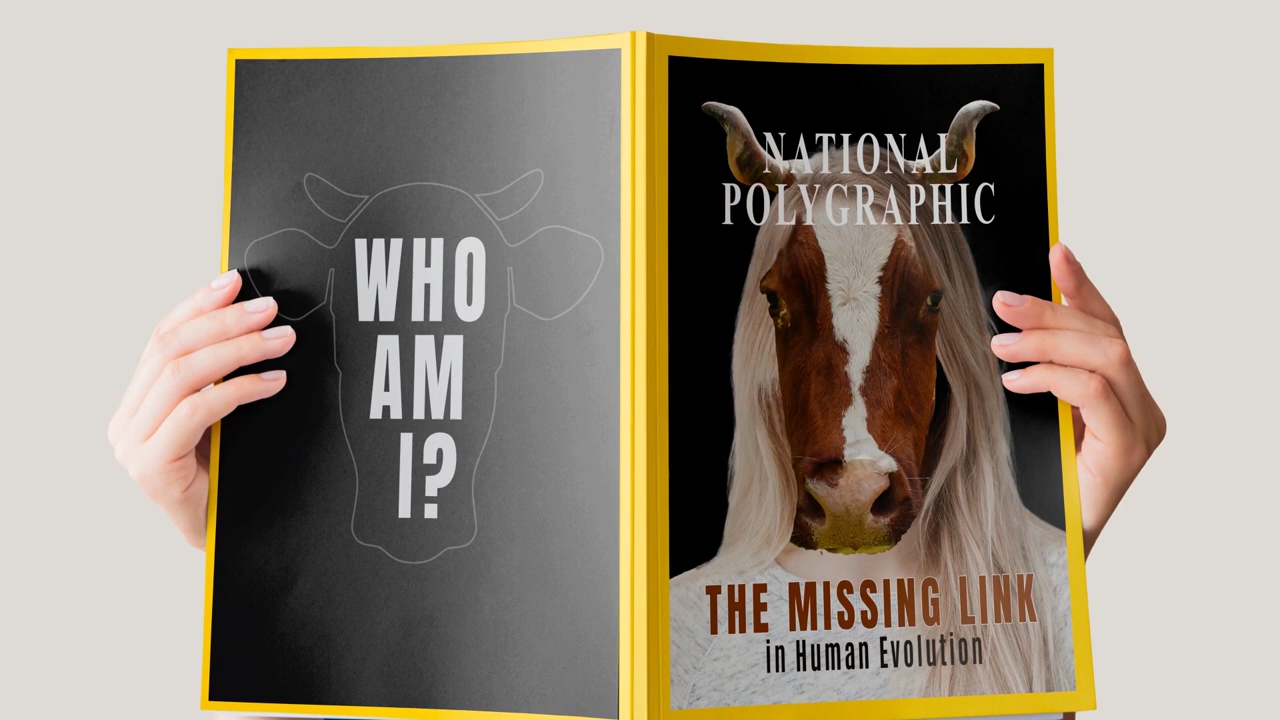 WHO
AM
I?
NATIONAL
POLYGRAPHIC
THE MISSING LINK
in Human Evolution